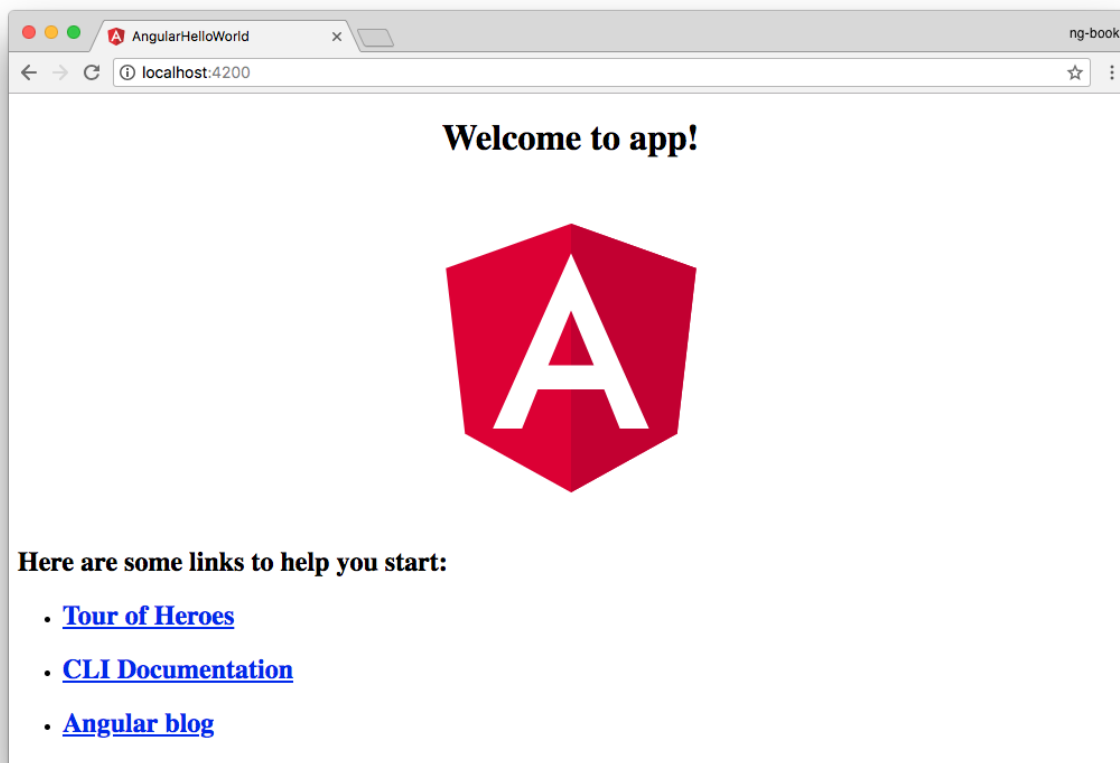 AngularHelloWorld
ng-book
localhost:4200
Welcome to app!
A
Here are some links to help you start:
Tour of Heroes
CLI Documentation
Angular blog